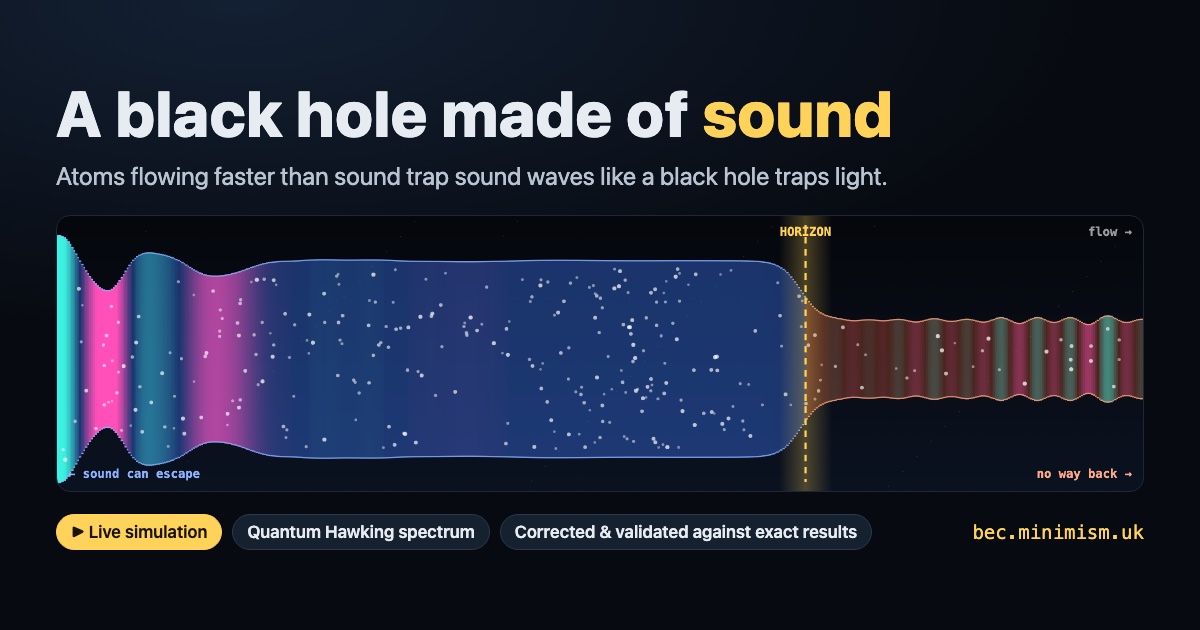 A black hole made of sound
Atoms flowing faster than sound trap sound waves like a black hole traps light.
HORIZON
flow →
← sound can escape
no way back →
▶ Live simulation
Quantum Hawking spectrum
Corrected & validated against exact results
bec.minimism.uk